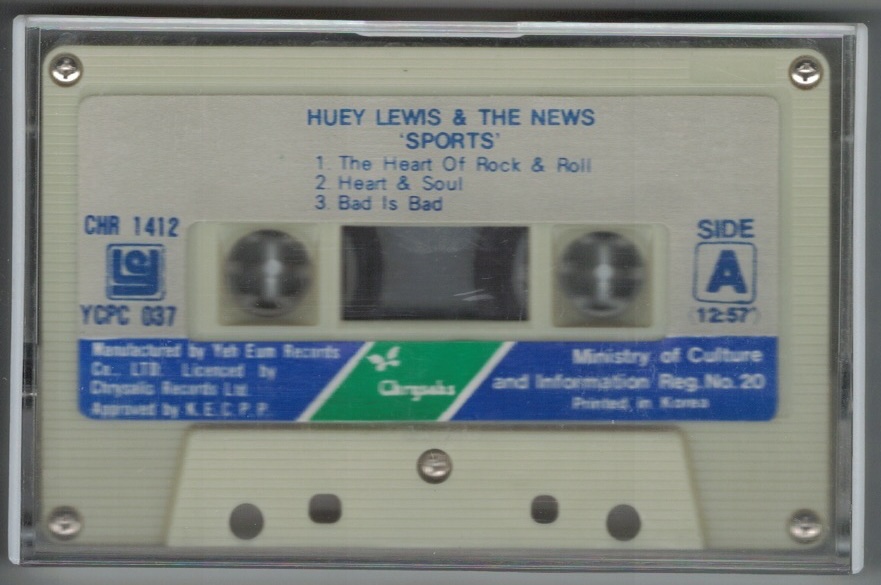 HUEY LEWIS & THE NEWS
'SPORTS'
1. The Heart Of Rock & Roll
2. Heart & Soul
3. Bad Is Bad
CHR 1412
YCPC 037
SIDE
A
(12:57")
Manufactured by Yeh Eum Records
Co., LTD. Licenced by
Chrysalic Records Ltd.
Approved by K.E.C.P.P.
Chrysalis
Ministry of Culture
and Information Reg.No.20
Printed, in Korea